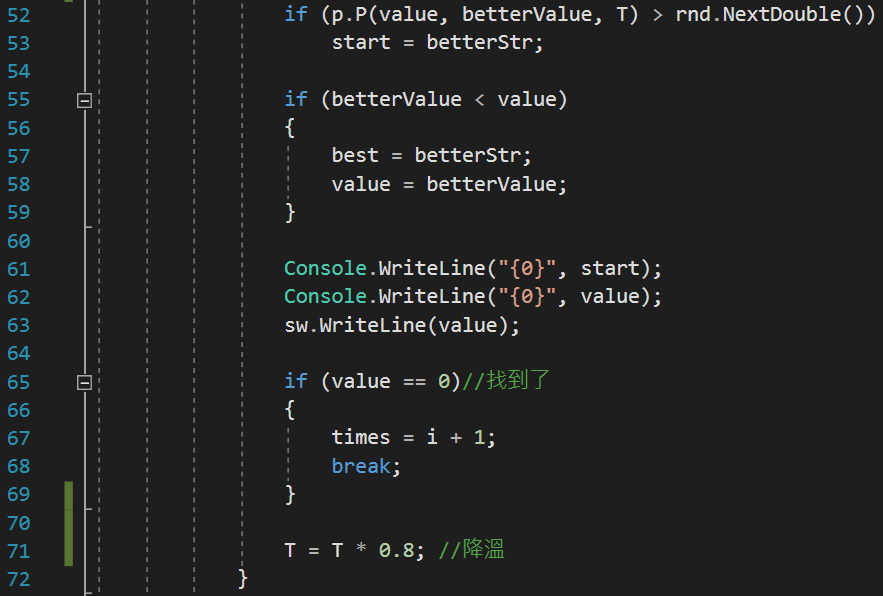 52 if (p.P(value, betterValue, T) > rnd.NextDouble())
53 start = betterStr;
54
55 if (betterValue < value)
56 {
57 best = betterStr;
58 value = betterValue;
59 }
60
61 Console.WriteLine("{0}", start);
62 Console.WriteLine("{0}", value);
63 sw.WriteLine(value);
64
65 if (value == 0)//找到了
66 {
67 times = i + 1;
68 break;
69 }
70
71 T = T * 0.8; //降溫
72 }